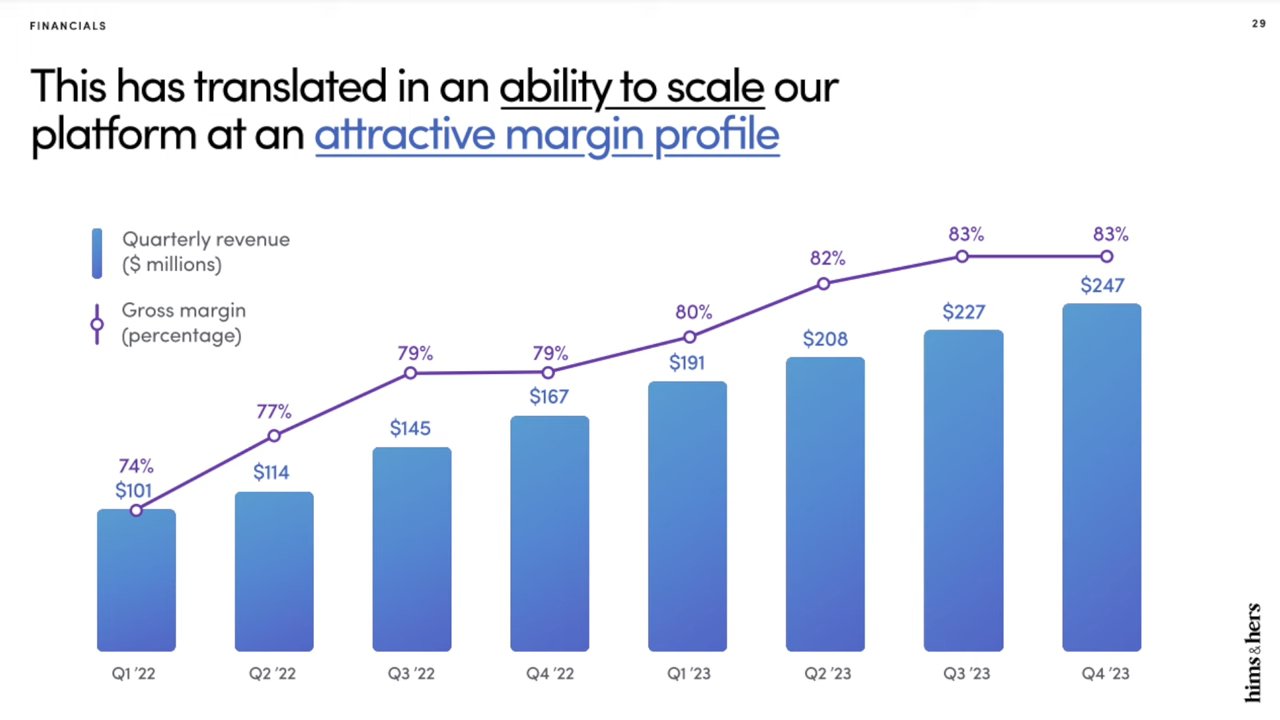 FINANCIALS
29
This has translated in an ability to scale our
platform at an attractive margin profile
Quarterly revenue
($ millions)
Gross margin
(percentage)
74%
77%
79%
79%
80%
82%
83%
83%
$101
$114
$145
$167
$191
$208
$227
$247
Q1 '22
Q2 '22
Q3 '22
Q4 '22
Q1 '23
Q2 '23
Q3 '23
Q4 '23
hims&hers